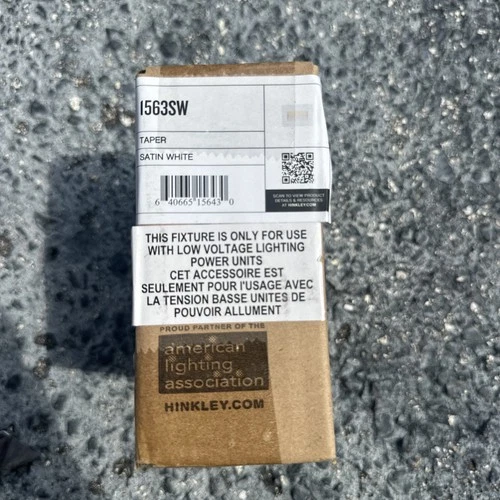 1563SW
TAPER
SATIN WHITE
6 40665 15643 0
SCAN TO VIEW PRODUCT
DETAILS & RESOURCES
AT HINKLEY.COM
THIS FIXTURE IS ONLY FOR USE
WITH LOW VOLTAGE LIGHTING
POWER UNITS
CET ACCESSOIRE EST
SEULEMENT POUR l'USAGE AVEC
LA TENSION BASSE UNITES DE
POUVOIR ALLUMENT
PROUD PARTNER OF THE
american
lighting
association
HINKLEY.COM